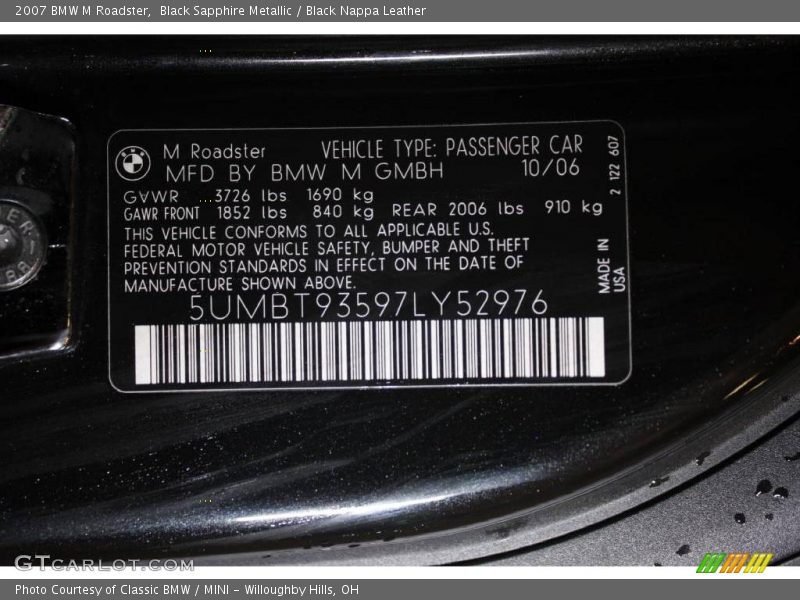 2007 BMW M Roadster, Black Sapphire Metallic / Black Nappa Leather
M Roadster VEHICLE TYPE: PASSENGER CAR
MFD BY BMW M GMBH 10/06
GVWR 3726 lbs 1690 kg
GAWR FRONT 1852 lbs 840 kg REAR 2006 lbs 910 kg
THIS VEHICLE CONFORMS TO ALL APPLICABLE U.S.
FEDERAL MOTOR VEHICLE SAFETY, BUMPER AND THEFT
PREVENTION STANDARDS IN EFFECT ON THE DATE OF
MANUFACTURE SHOWN ABOVE.
5UMBT93597LY52976
2 122 607
MADE IN
USA
GTcarlot.com
Photo Courtesy of Classic BMW / MINI - Willoughby Hills, OH